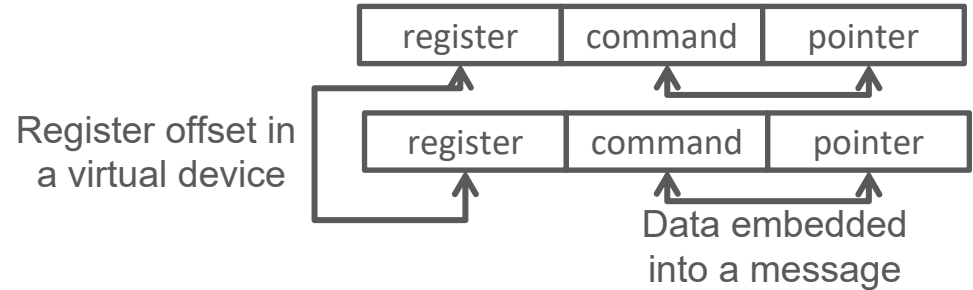 register command pointer
Register offset in
a virtual device
register command pointer
Data embedded
into a message